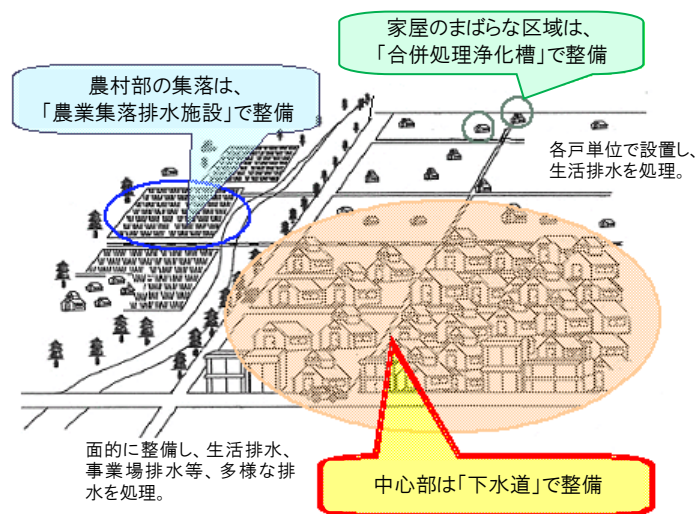 家屋のまばらな区域は、
「合併処理浄化槽」で整備
農村部の集落は、
「農業集落排水施設」で整備
各戸単位で設置し、
生活排水を処理。
面的に整備し、生活排水、
事業場排水等、多様な排
水を処理。
中心部は「下水道」で整備